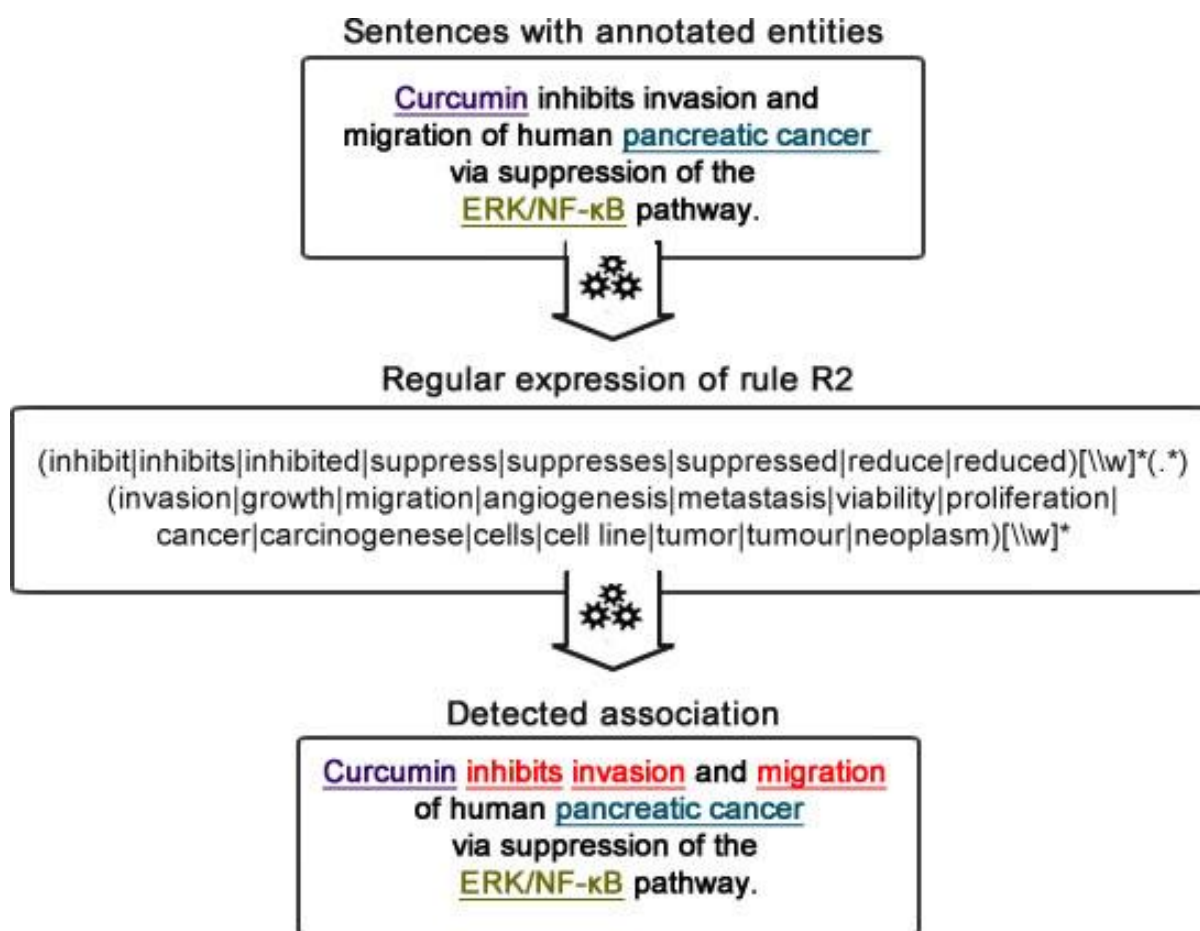 Sentences with annotated entities
Curcumin inhibits invasion and
migration of human pancreatic cancer
via suppression of the
ERK/NF-κB pathway.
Regular expression of rule R2
(inhibit|inhibits|inhibited|suppress|suppresses|suppressed|reduce|reduced)[\\w]*(.*)
(invasion|growth|migration|angiogenesis|metastasis|viability|proliferation|
cancer|carcinogenese|cells|cell line|tumor|tumour|neoplasm)[\\w]*
Detected association
Curcumin inhibits invasion and migration
of human pancreatic cancer
via suppression of the
ERK/NF-κB pathway.